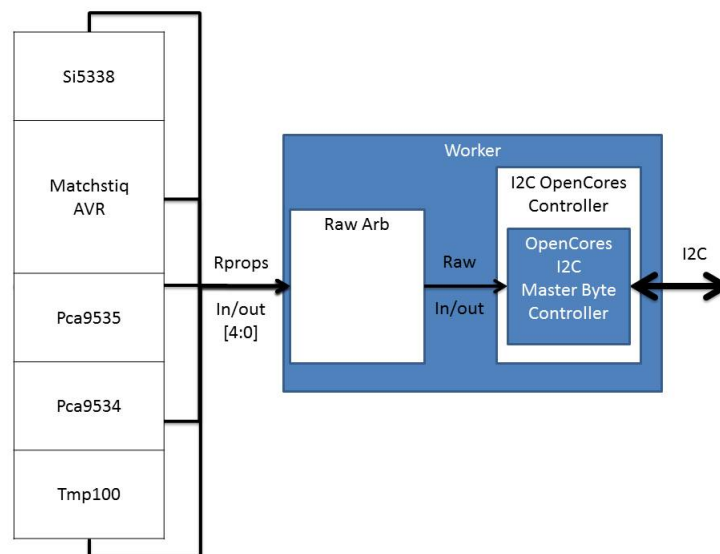 Si5338
Matchstiq
AVR
Pca9535
Pca9534
Tmp100
Rprops
In/out
[4:0]
Worker
Raw Arb
Raw
In/out
I2C OpenCores
Controller
OpenCores
I2C
Master Byte
Controller
I2C